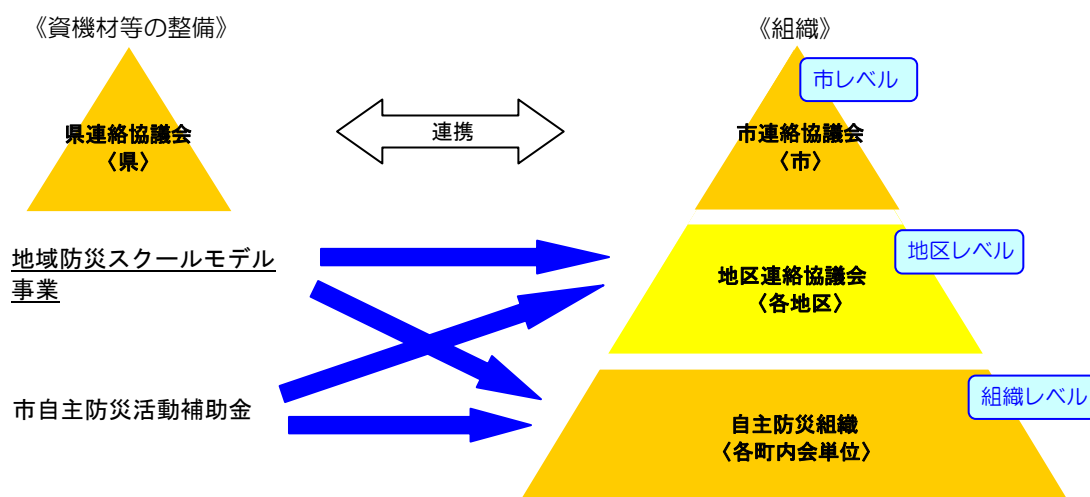 《資機材等の整備》
《組織》
市レベル
県連絡協議会
〈県〉
連携
市連絡協議会
〈市〉
地域防災スクールモデル
事業
地区レベル
地区連絡協議会
〈各地区〉
市自主防災活動補助金
組織レベル
自主防災組織
〈各町内会単位〉